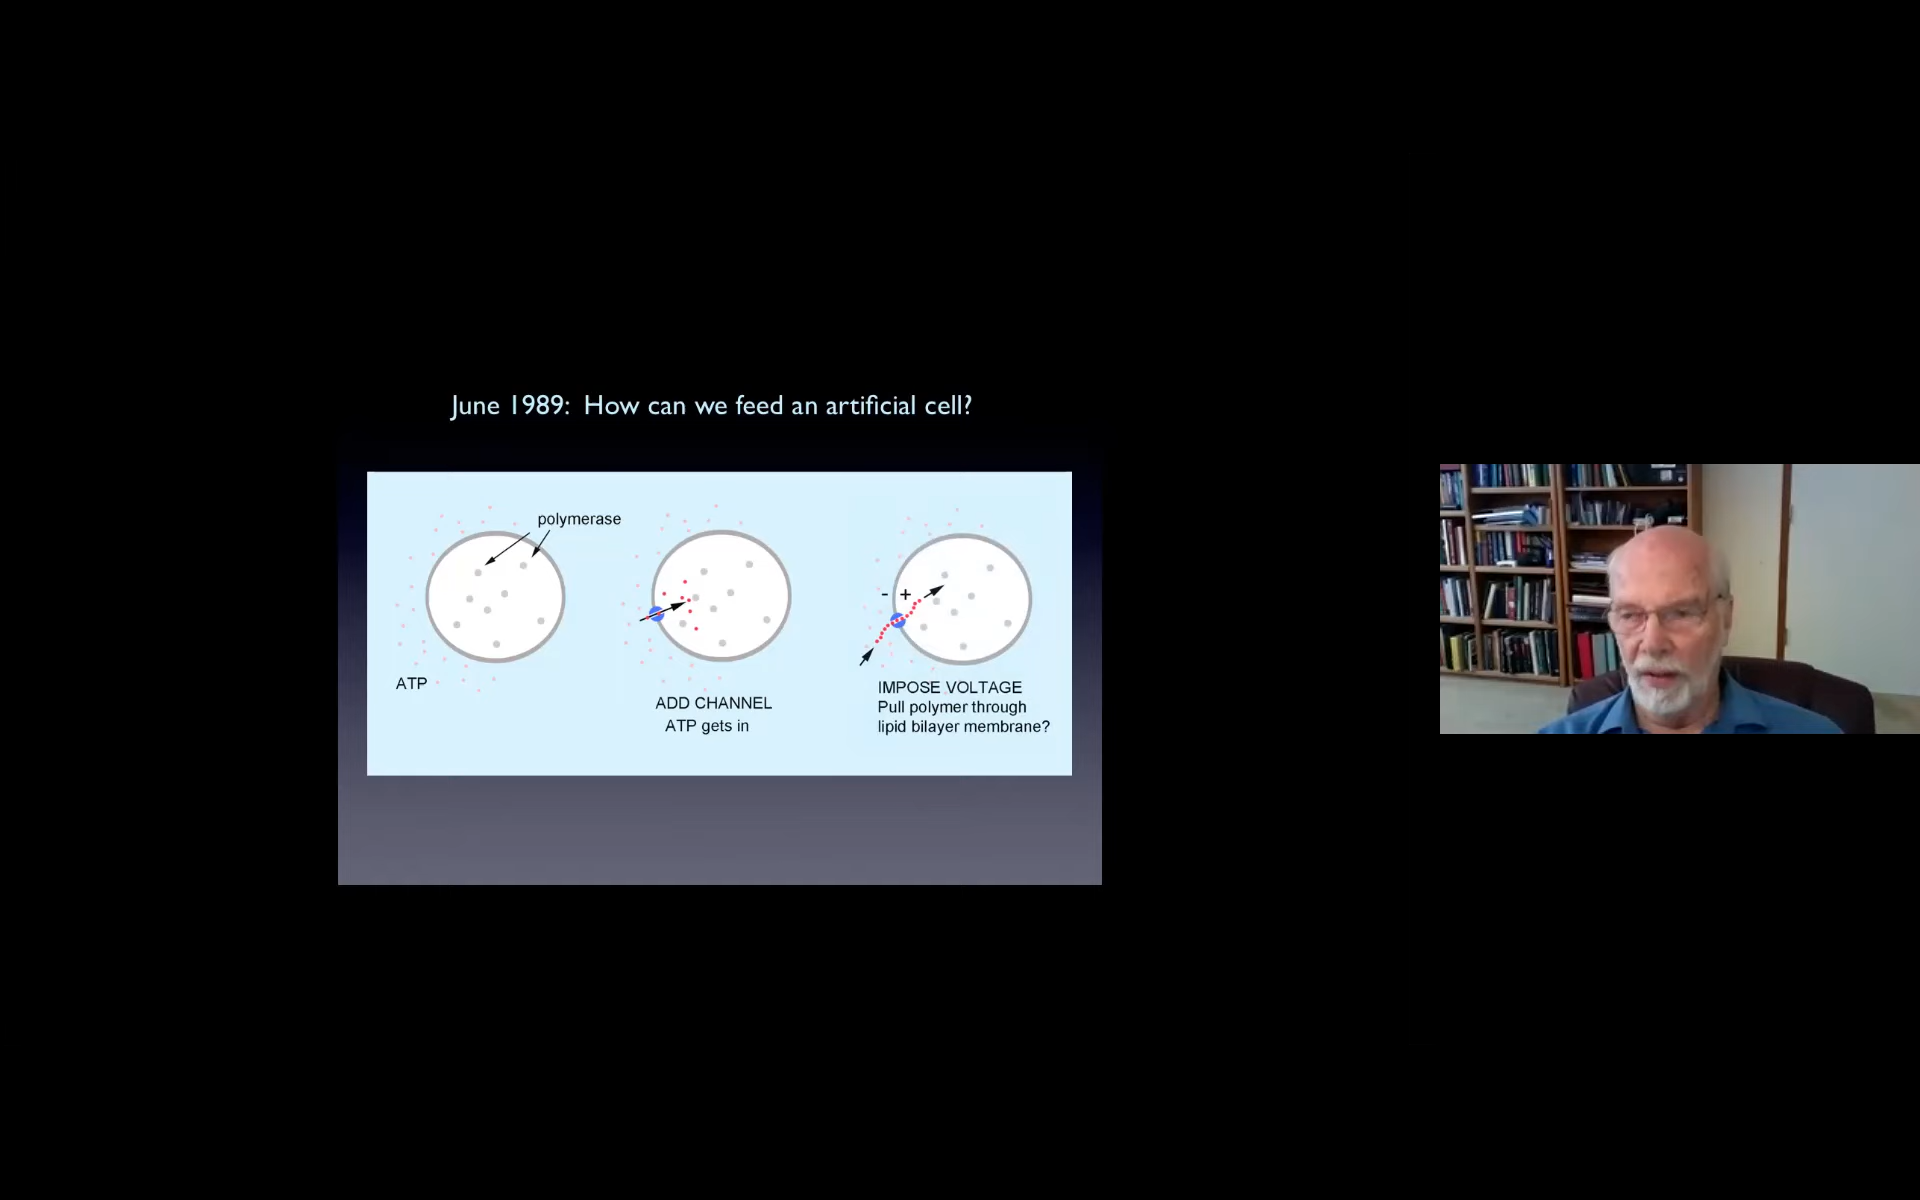 June 1989: How can we feed an artificial cell?
polymerase
ATP
ADD CHANNEL
ATP gets in
- +
IMPOSE VOLTAGE
Pull polymer through
lipid bilayer membrane?